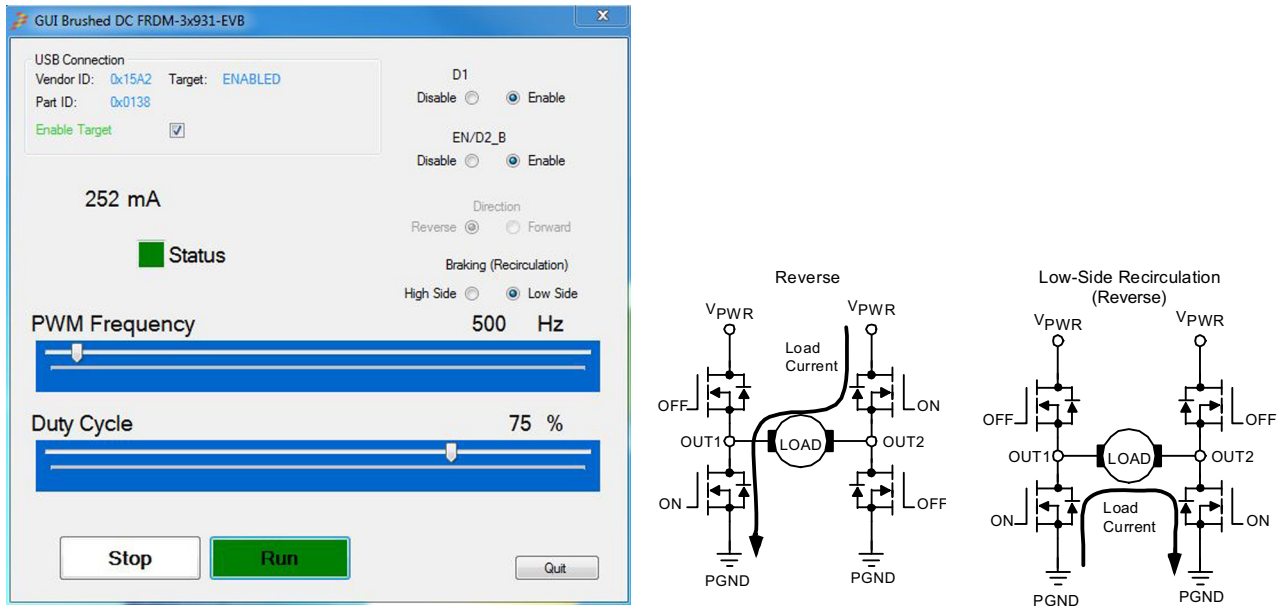 GUI Brushed DC FRDM-3x931-EVB
USB Connection
Vendor ID: 0x15A2 Target: ENABLED
Part ID: 0x0138
Enable Target
D1
Disable Enable
EN/D2_B
Disable Enable
252 mA
Direction
Reverse Forward
Status
Braking (Recirculation)
High Side Low Side
PWM Frequency 500 Hz
Duty Cycle 75 %
Stop Run Quit
Reverse
VPWR VPWR
Load
Current
OFF ON
OUT1 LOAD OUT2
ON OFF
PGND PGND
Low-Side Recirculation
(Reverse)
VPWR VPWR
OFF OFF
OUT1 LOAD OUT2
Load
Current
ON ON
PGND PGND